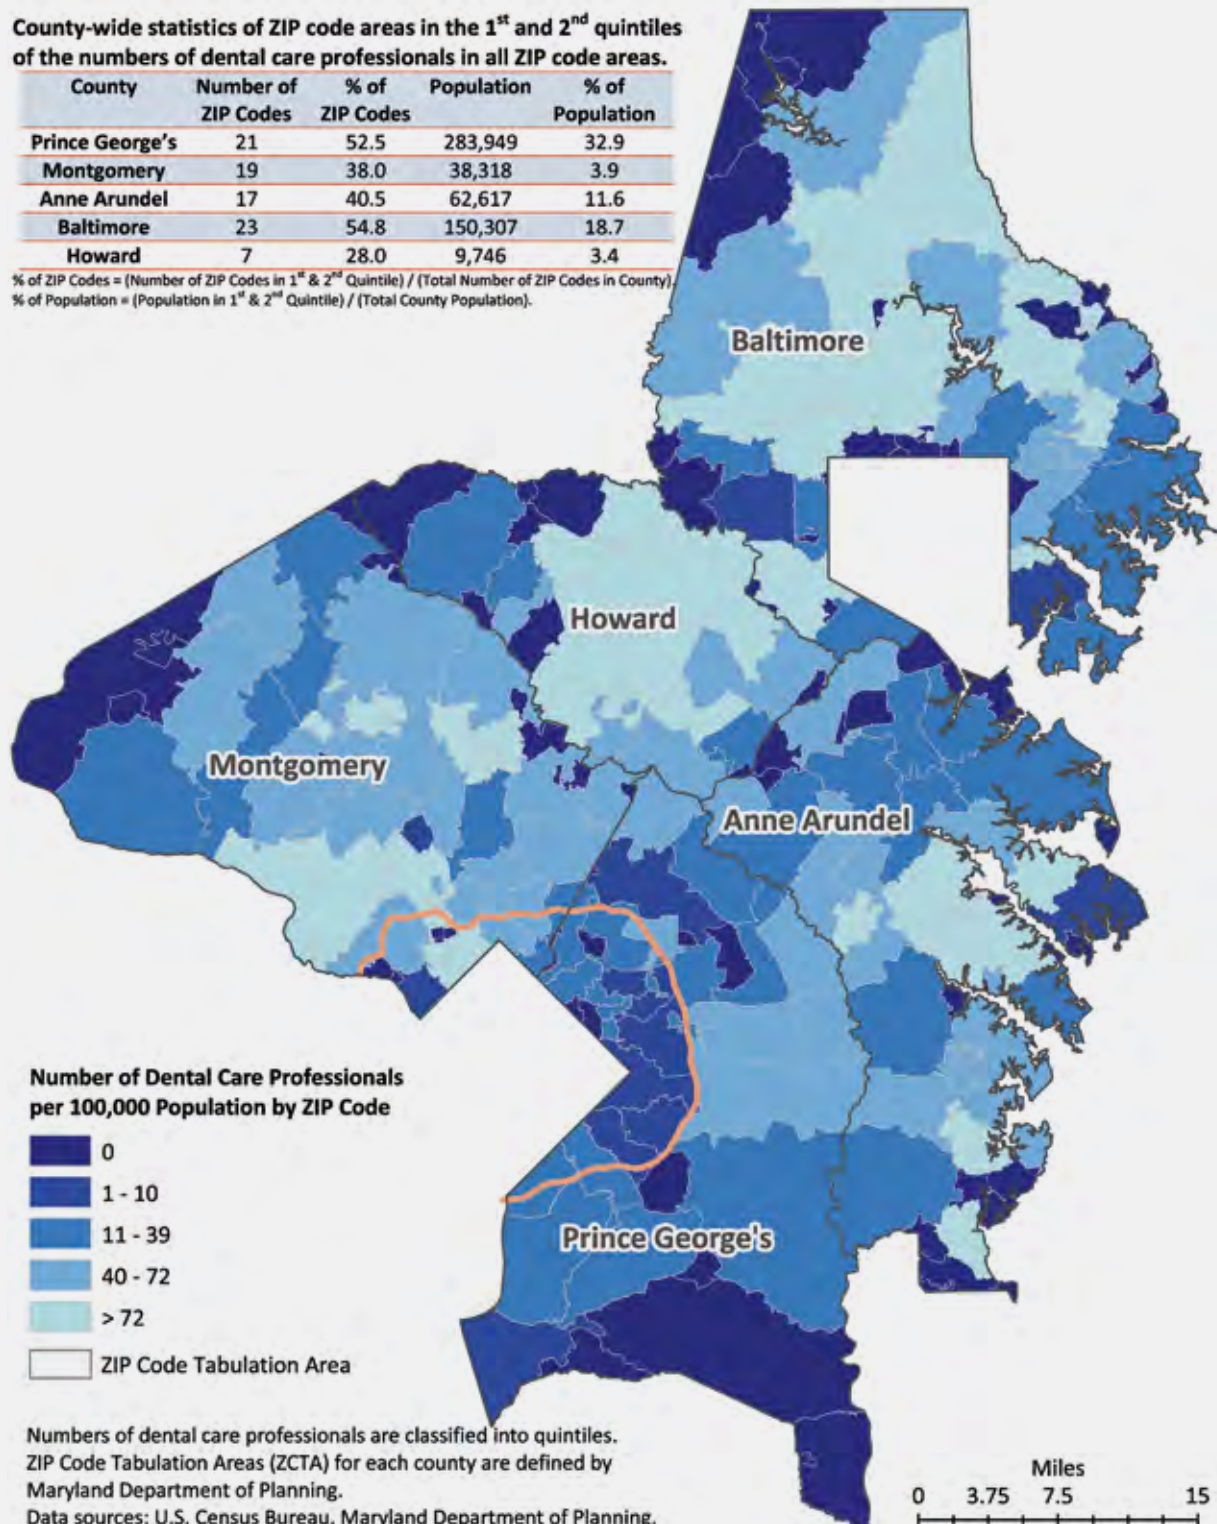 County-wide statistics of ZIP code areas in the 1st and 2nd quintiles
of the numbers of dental care professionals in all ZIP code areas.
County Number of ZIP Codes % of ZIP Codes Population % of Population
Prince George's 21 52.5 283,949 32.9
Montgomery 19 38.0 38,318 3.9
Anne Arundel 17 40.5 62,617 11.6
Baltimore 23 54.8 150,307 18.7
Howard 7 28.0 9,746 3.4
% of ZIP Codes = (Number of ZIP Codes in 1st & 2nd Quintile) / (Total Number of ZIP Codes in County).
% of Population = (Population in 1st & 2nd Quintile) / (Total County Population).
Baltimore
Howard
Montgomery
Anne Arundel
Prince George's
Number of Dental Care Professionals
per 100,000 Population by ZIP Code
0
1 - 10
11 - 39
40 - 72
> 72
ZIP Code Tabulation Area
Numbers of dental care professionals are classified into quintiles.
ZIP Code Tabulation Areas (ZCTA) for each county are defined by
Maryland Department of Planning.
Data sources: U.S. Census Bureau, Maryland Department of Planning.
Miles
0 3.75 7.5 15